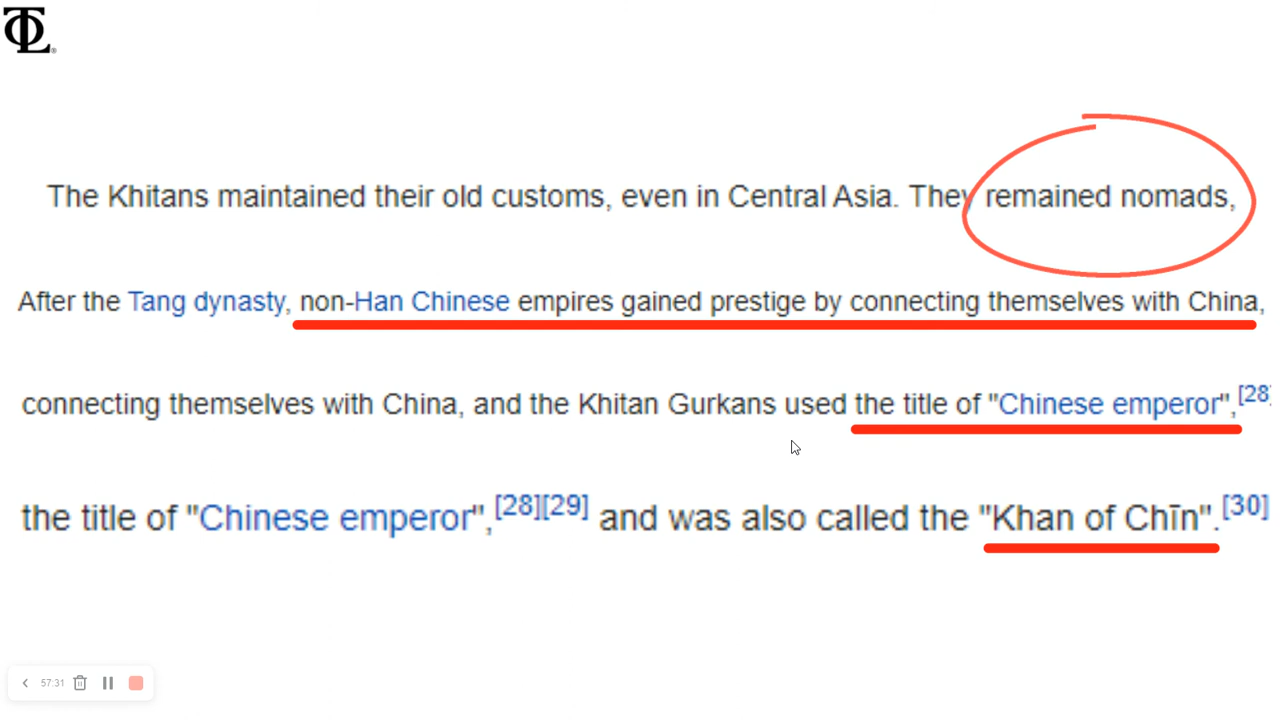 The Khitans maintained their old customs, even in Central Asia. They remained nomads,
After the Tang dynasty, non-Han Chinese empires gained prestige by connecting themselves with China,
connecting themselves with China, and the Khitan Gurkans used the title of "Chinese emperor",[28]
the title of "Chinese emperor",[28][29] and was also called the "Khan of Chīn".[30]
57:31